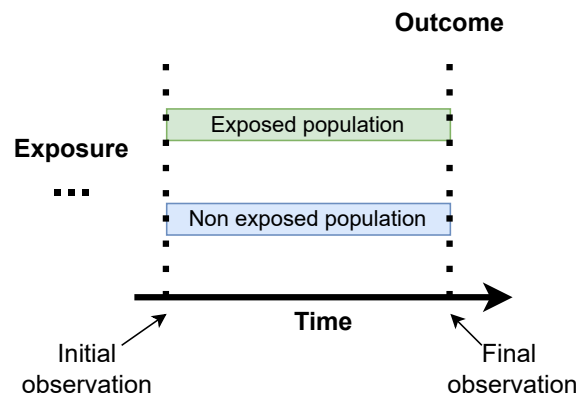 Outcome
Exposed population
Exposure
...
Non exposed population
Time
Initial
observation
Final
observation